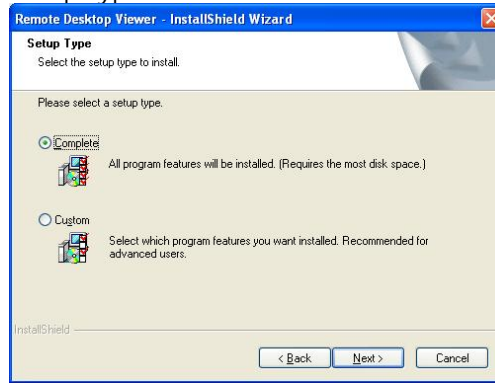 Remote Desktop Viewer - InstallShield Wizard
Setup Type
Select the setup type to install.
Please select a setup type.
Complete
All program features will be installed. (Requires the most disk space.)
Custom
Select which program features you want installed. Recommended for
advanced users.
InstallShield
< Back
Next >
Cancel